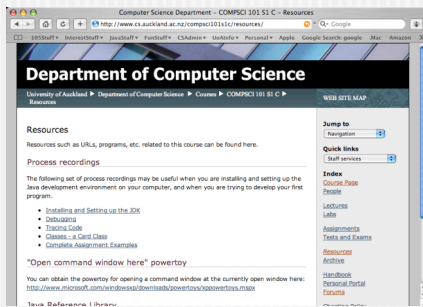 Computer Science Department - COMPSCI 101 S1 C - Resources
http://www.cs.auckland.ac.nz/compsci101s1c/resources/
Google
105Stuff InterestStuff JavaStuff FunStuff CSAdmin UoAInfo Personal Apple Google Search: google .Mac Amazon
Department of Computer Science
University of Auckland Department of Computer Science Courses COMPSCI 101 S1 C
Resources
WEB SITE MAP
Resources
Resources such as URLs, programs, etc. related to this course can be found here.
Process recordings
The following set of process recordings may be useful when you are installing and setting up the
Java development environment on your computer, and when you are trying to develop your first
program.
Installing and Setting up the JDK
Debugging
Tracing Code
Classes - a Card Class
Complete Assignment Examples
"Open command window here" powertoy
You can obtain the powertoy for opening a command window at the currently open window here:
http://www.microsoft.com/windowsxp/downloads/powertoys/xppowertoys.mspx
Java Reference Library
Jump to
Navigation
Quick links
Staff services
Index
Course Page
People
Lectures
Labs
Assignments
Tests and Exams
Resources
Archive
Handbook
Personal Portal
Forums
Cheating Policy